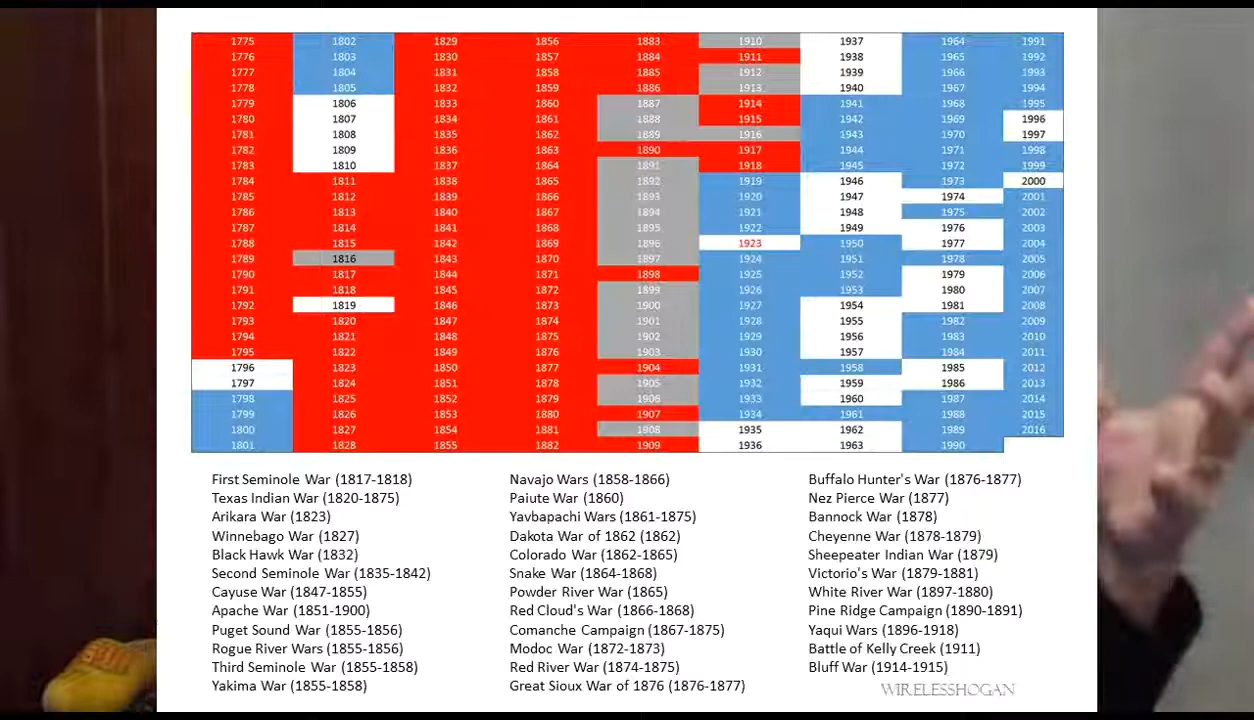 1775 1802 1829 1856 1883 1910 1937 1964 1991
1776 1803 1830 1857 1884 1911 1938 1965 1992
1777 1804 1831 1858 1885 1912 1939 1966 1993
1778 1805 1832 1859 1886 1913 1940 1967 1994
1779 1806 1833 1860 1887 1914 1941 1968 1995
1780 1807 1834 1861 1888 1915 1942 1969 1996
1781 1808 1835 1862 1889 1916 1943 1970 1997
1782 1809 1836 1863 1890 1917 1944 1971 1998
1783 1810 1837 1864 1891 1918 1945 1972 1999
1784 1811 1838 1865 1892 1919 1946 1973 2000
1785 1812 1839 1866 1893 1920 1947 1974 2001
1786 1813 1840 1867 1894 1921 1948 1975 2002
1787 1814 1841 1868 1895 1922 1949 1976 2003
1788 1815 1842 1869 1896 1923 1950 1977 2004
1789 1816 1843 1870 1897 1924 1951 1978 2005
1790 1817 1844 1871 1898 1925 1952 1979 2006
1791 1818 1845 1872 1899 1926 1953 1980 2007
1792 1819 1846 1873 1900 1927 1954 1981 2008
1793 1820 1847 1874 1901 1928 1955 1982 2009
1794 1821 1848 1875 1902 1929 1956 1983 2010
1795 1822 1849 1876 1903 1930 1957 1984 2011
1796 1823 1850 1877 1904 1931 1958 1985 2012
1797 1824 1851 1878 1905 1932 1959 1986 2013
1798 1825 1852 1879 1906 1933 1960 1987 2014
1799 1826 1853 1880 1907 1934 1961 1988 2015
1800 1827 1854 1881 1908 1935 1962 1989 2016
1801 1828 1855 1882 1909 1936 1963 1990
First Seminole War (1817-1818)
Texas Indian War (1820-1875)
Arikara War (1823)
Winnebago War (1827)
Black Hawk War (1832)
Second Seminole War (1835-1842)
Cayuse War (1847-1855)
Apache War (1851-1900)
Puget Sound War (1855-1856)
Rogue River Wars (1855-1856)
Third Seminole War (1855-1858)
Yakima War (1855-1858)
Navajo Wars (1858-1866)
Paiute War (1860)
Yavbapachi Wars (1861-1875)
Dakota War of 1862 (1862)
Colorado War (1862-1865)
Snake War (1864-1868)
Powder River War (1865)
Red Cloud's War (1866-1868)
Comanche Campaign (1867-1875)
Modoc War (1872-1873)
Red River War (1874-1875)
Great Sioux War of 1876 (1876-1877)
Buffalo Hunter's War (1876-1877)
Nez Pierce War (1877)
Bannock War (1878)
Cheyenne War (1878-1879)
Sheepeater Indian War (1879)
Victorio's War (1879-1881)
White River War (1897-1880)
Pine Ridge Campaign (1890-1891)
Yaqui Wars (1896-1918)
Battle of Kelly Creek (1911)
Bluff War (1914-1915)
WIRELESSHOGAN